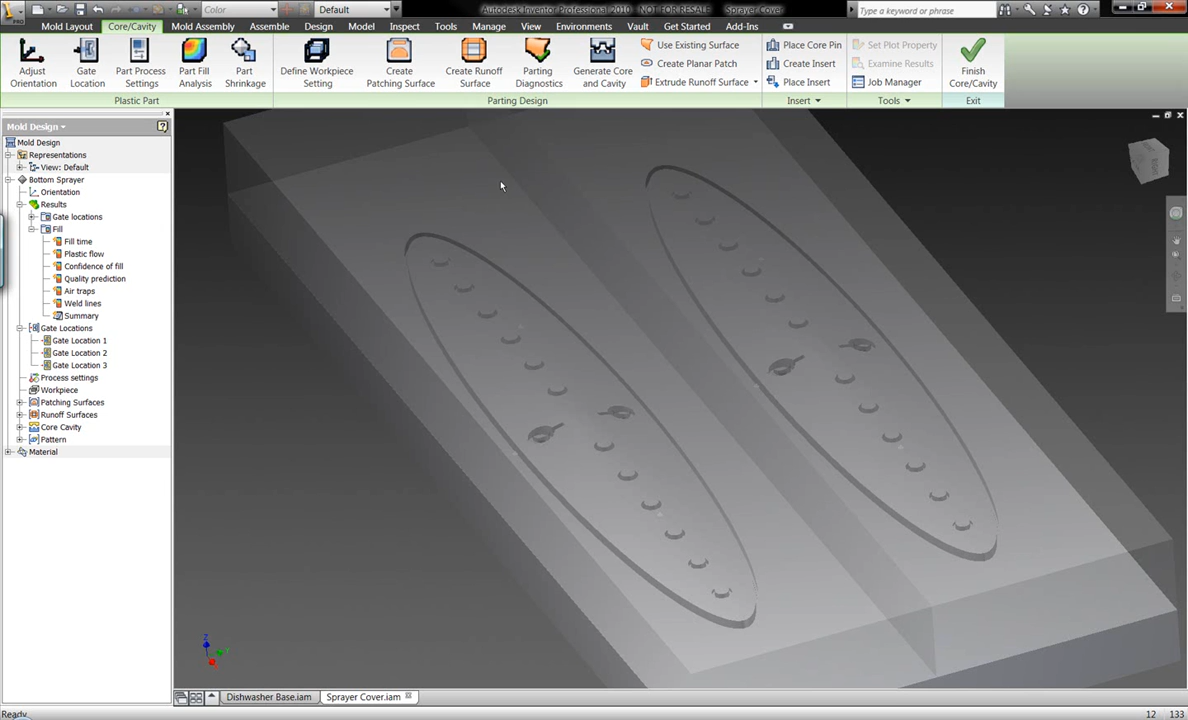 PRO
Color
Default
Autodesk Inventor Professional 2010 - NOT FOR RESALE - Sprayer Cover
Type a keyword or phrase
Mold Layout
Core/Cavity
Mold Assembly
Assemble
Design
Model
Inspect
Tools
Manage
View
Environments
Vault
Get Started
Add-Ins
Adjust Orientation
Gate Location
Part Process Settings
Part Fill Analysis
Part Shrinkage
Define Workpiece Setting
Create Patching Surface
Create Runoff Surface
Parting Diagnostics
Generate Core and Cavity
Use Existing Surface
Create Planar Patch
Extrude Runoff Surface
Place Core Pin
Create Insert
Place Insert
Set Plot Property
Examine Results
Job Manager
Finish Core/Cavity
Plastic Part
Parting Design
Insert
Tools
Exit
Mold Design
Mold Design
Representations
View: Default
Bottom Sprayer
Orientation
Results
Gate locations
Fill
Fill time
Plastic flow
Confidence of fill
Quality prediction
Air traps
Weld lines
Summary
Gate Locations
Gate Location 1
Gate Location 2
Gate Location 3
Process settings
Workpiece
Patching Surfaces
Runoff Surfaces
Core Cavity
Pattern
Material
Z
Y
Dishwasher Base.iam
Sprayer Cover.iam
Ready
12
133